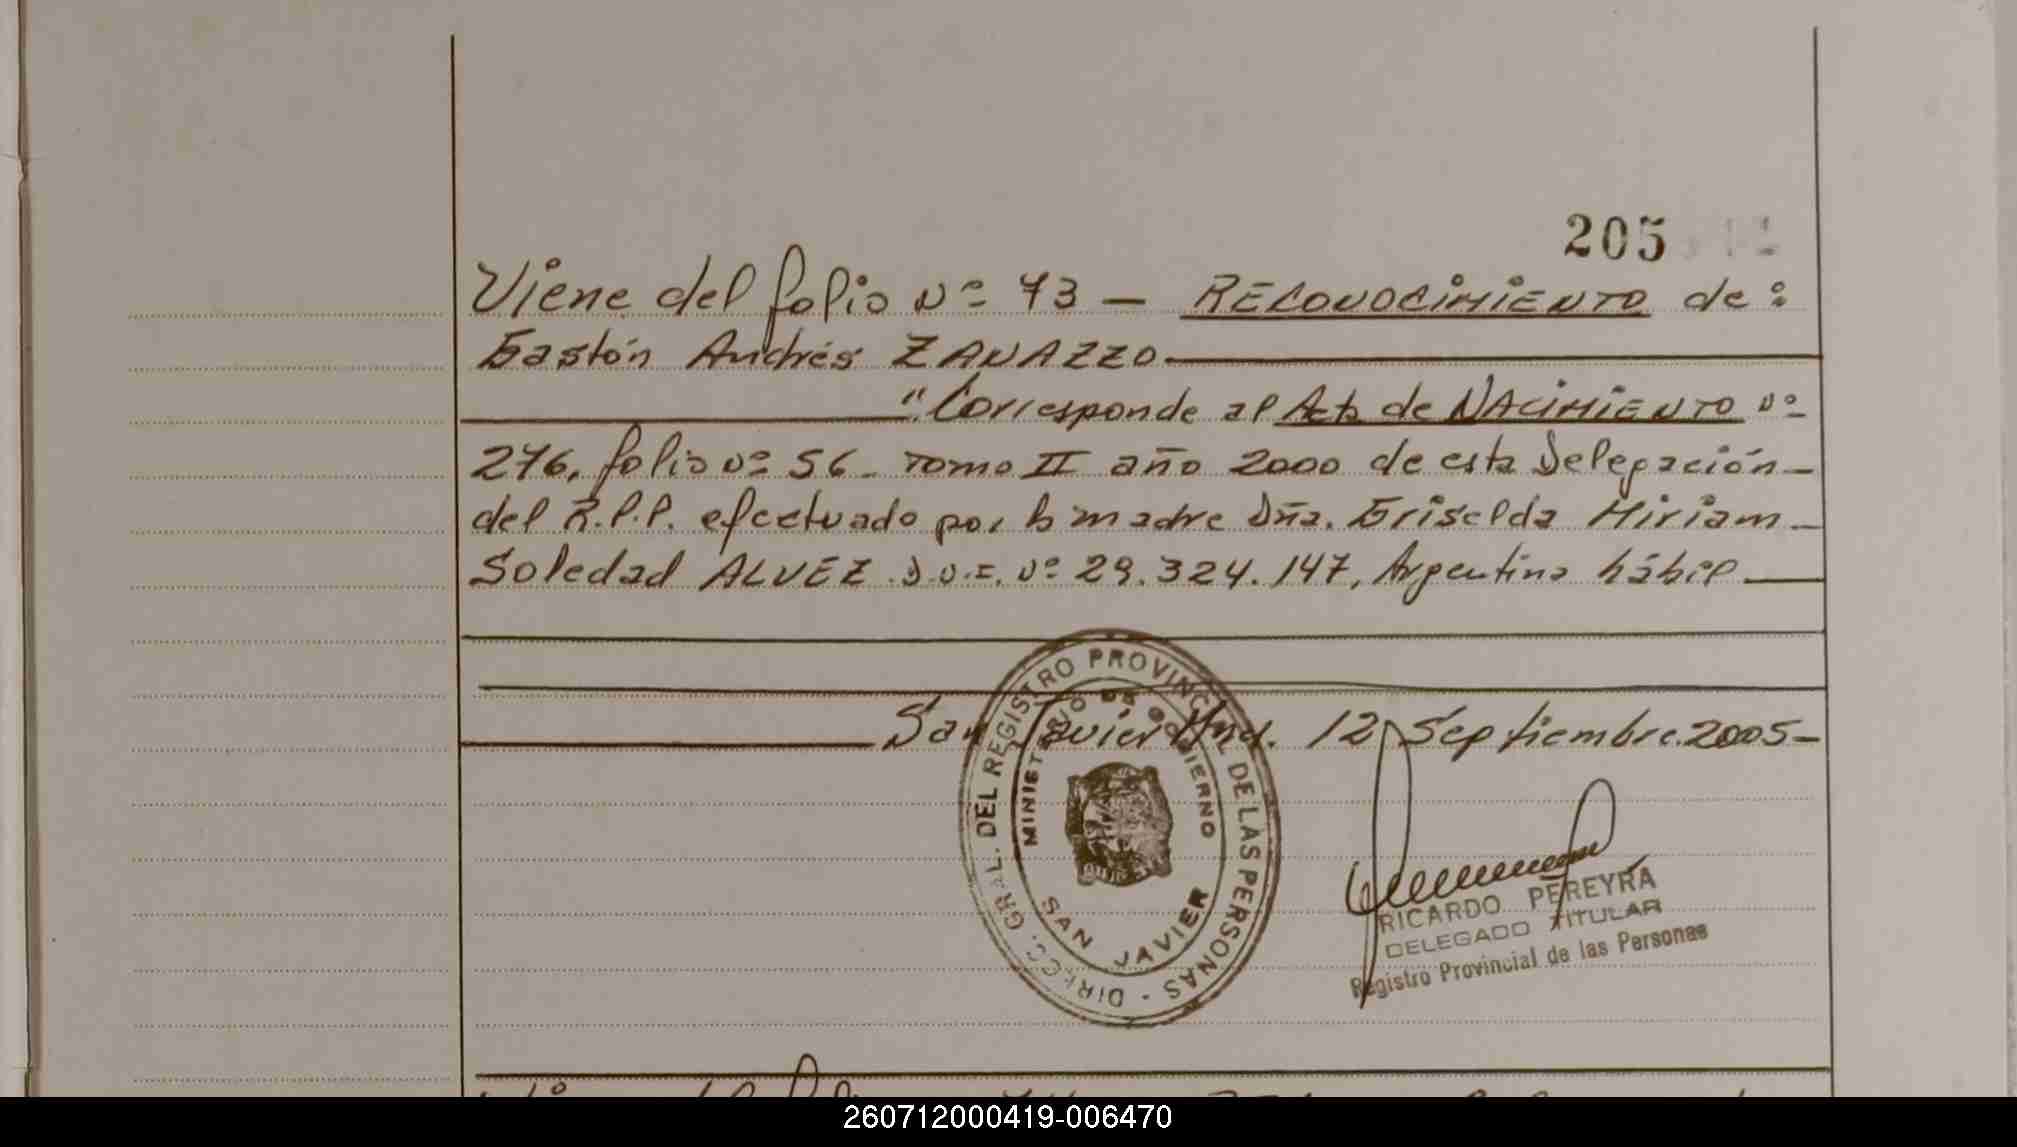 205
Viene del folio Nº 73 — RECONOCIMIENTO de:
Gastón Andrés ZANAZZO
"Corresponde al Acta de NACIMIENTO Nº
276, folio Nº 56 - Tomo II año 2000 de esta Delegación
del R.P.P. efectuado por la madre Dña. Griselda Miriam
Soledad ALVEZ D.N.I. Nº 29.324.147, Argentina hábil
San Javier Mnes. 12 Septiembre 2005-
DIRECC. GRAL. DEL REGISTRO PROVINCIAL DE LAS PERSONAS -
MINISTERIO DE GOBIERNO
SAN JAVIER
RICARDO PEREYRA
DELEGADO TITULAR
Registro Provincial de las Personas
260712000419-006470